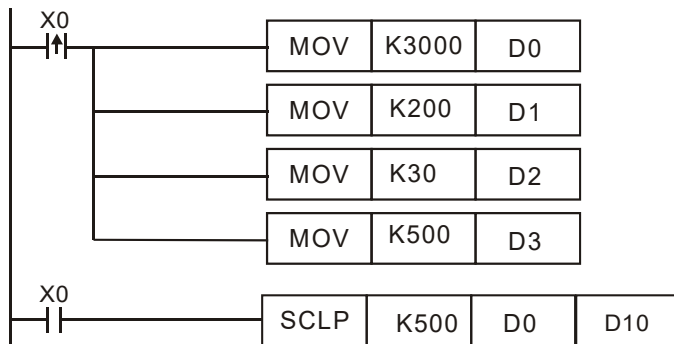 X0
MOV K3000 D0
MOV K200 D1
MOV K30 D2
MOV K500 D3
X0
SCLP K500 D0 D10